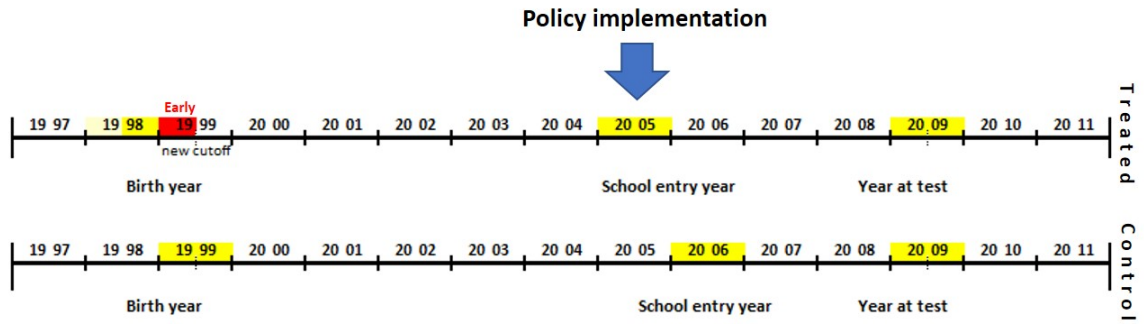 Policy implementation
Early
19 97 19 98 19 99 20 00 20 01 20 02 20 03 20 04 20 05 20 06 20 07 20 08 20 09 20 10 20 11
new cutoff
Birth year School entry year Year at test
Treated
19 97 19 98 19 99 20 00 20 01 20 02 20 03 20 04 20 05 20 06 20 07 20 08 20 09 20 10 20 11
Birth year School entry year Year at test
Control